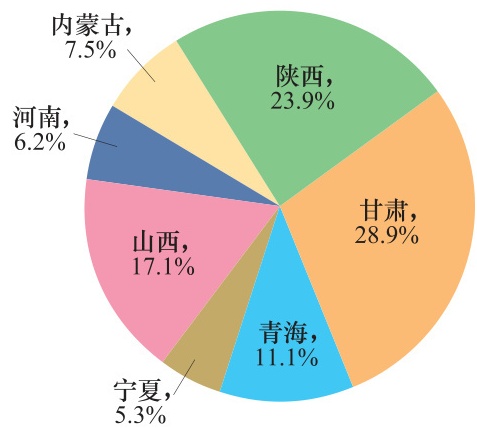 内蒙古，
7.5%
陕西，
23.9%
河南，
6.2%
甘肃，
28.9%
山西，
17.1%
青海，
11.1%
宁夏，
5.3%